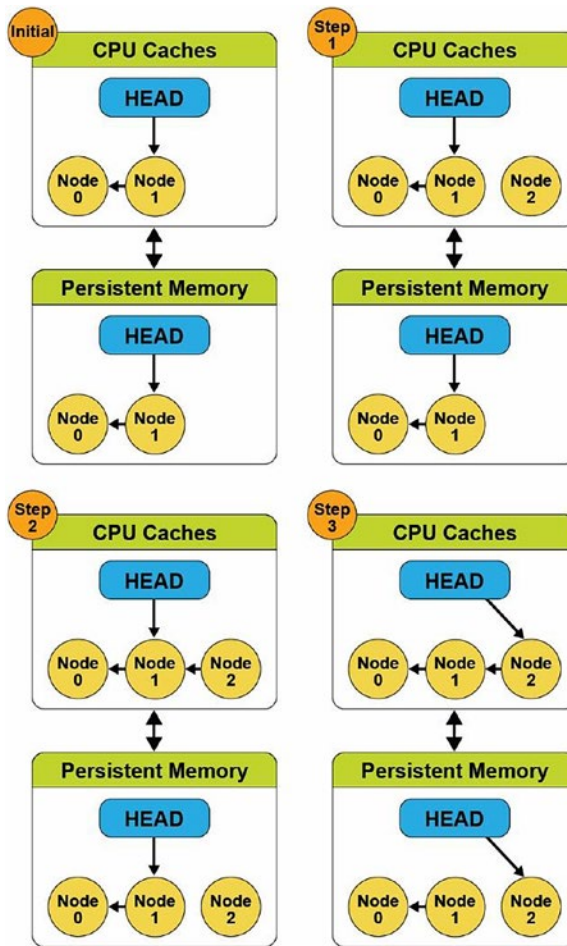 Initial
CPU Caches
HEAD
Node
0
Node
1
Persistent Memory
HEAD
Node
0
Node
1
Step
1
CPU Caches
HEAD
Node
0
Node
1
Node
2
Persistent Memory
HEAD
Node
0
Node
1
Step
2
CPU Caches
HEAD
Node
0
Node
1
Node
2
Persistent Memory
HEAD
Node
0
Node
1
Node
2
Step
3
CPU Caches
HEAD
Node
0
Node
1
Node
2
Persistent Memory
HEAD
Node
0
Node
1
Node
2